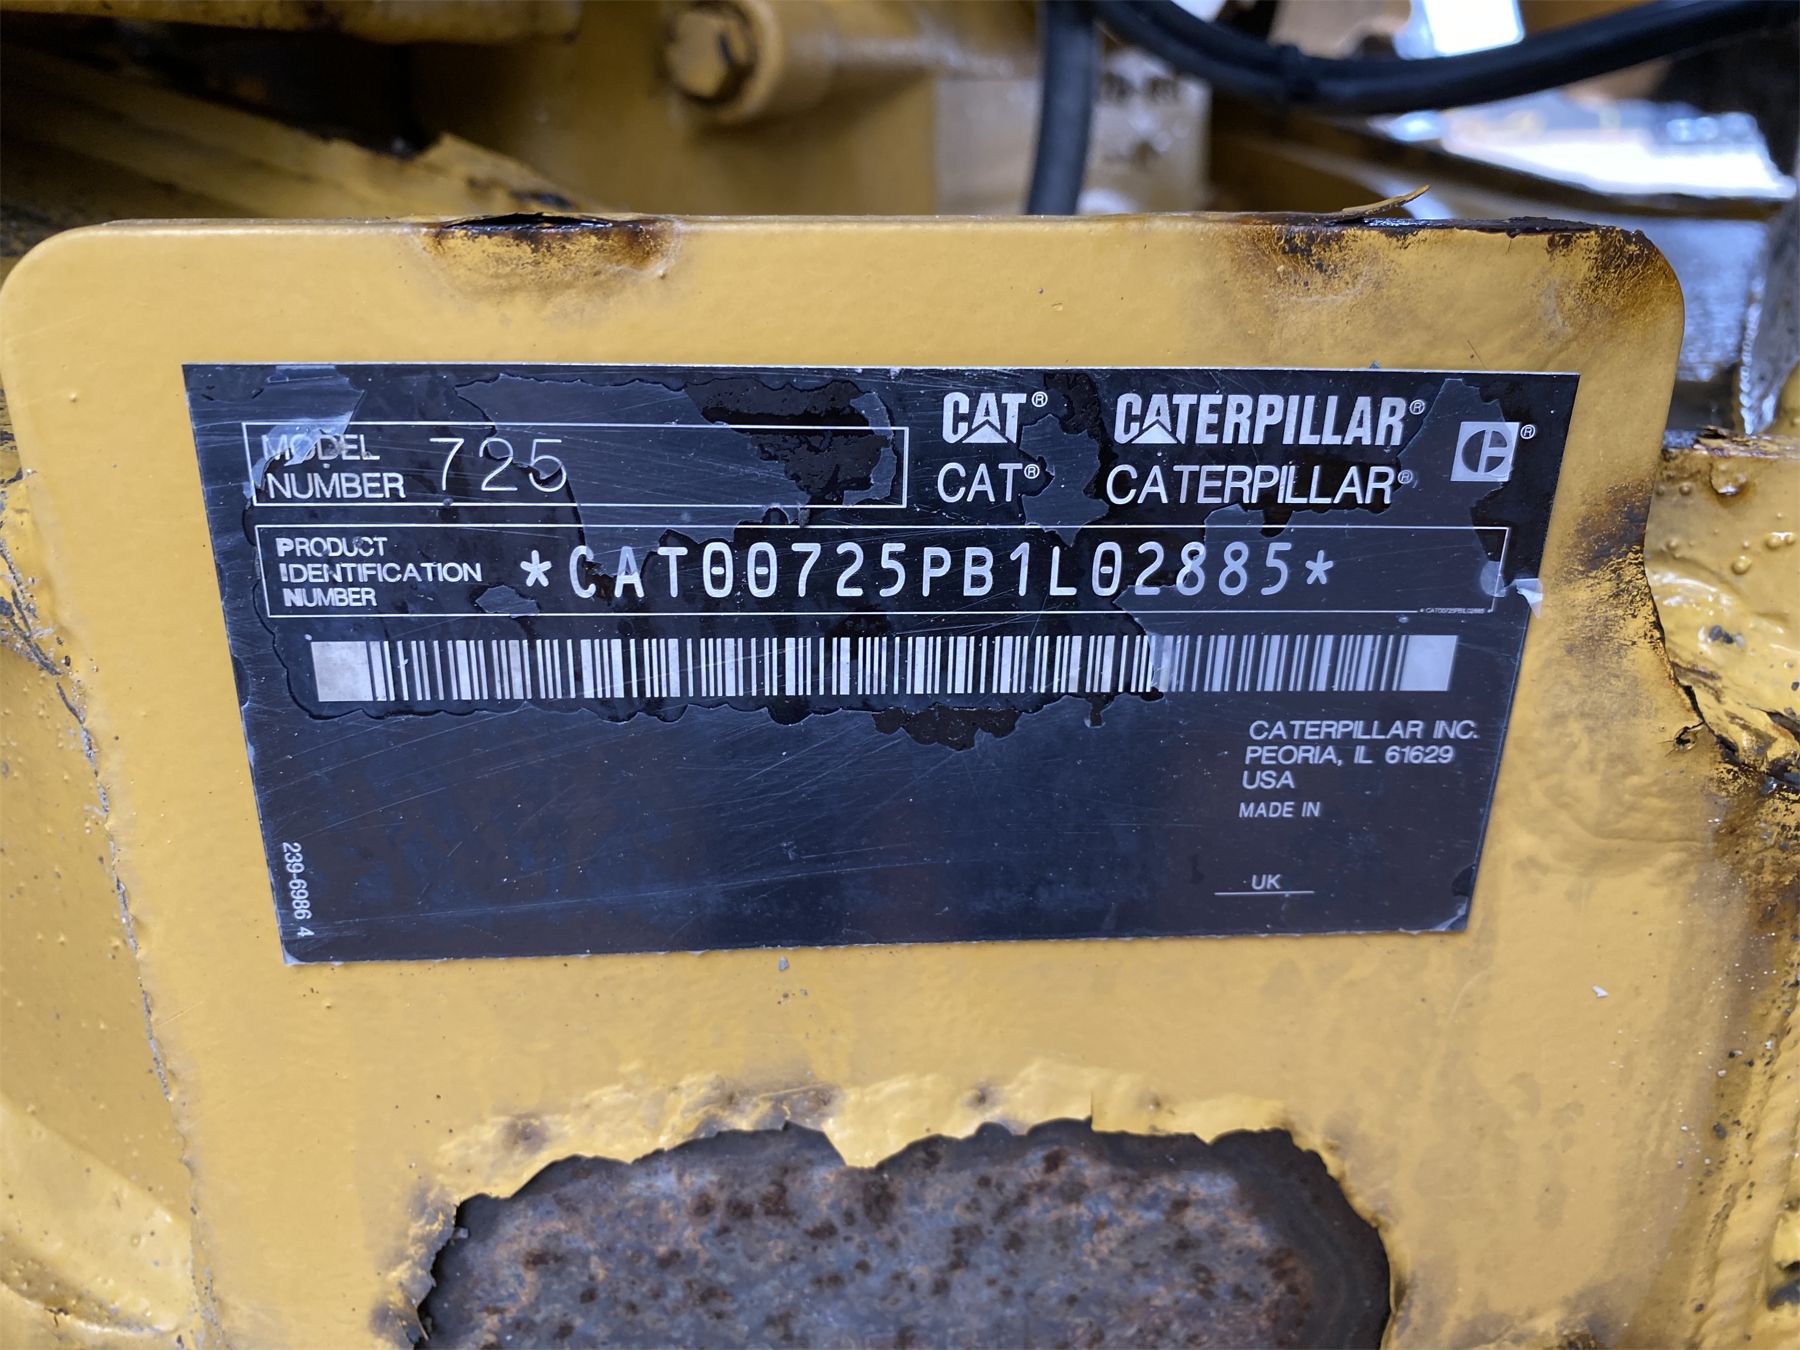 MODEL NUMBER 725
CAT® CATERPILLAR®
CAT® CATERPILLAR®
PRODUCT IDENTIFICATION NUMBER *CAT00725PB1L02885*
*CAT00725PB1L02885
CATERPILLAR INC.
PEORIA, IL 61629
USA
MADE IN
UK
239-6986 4